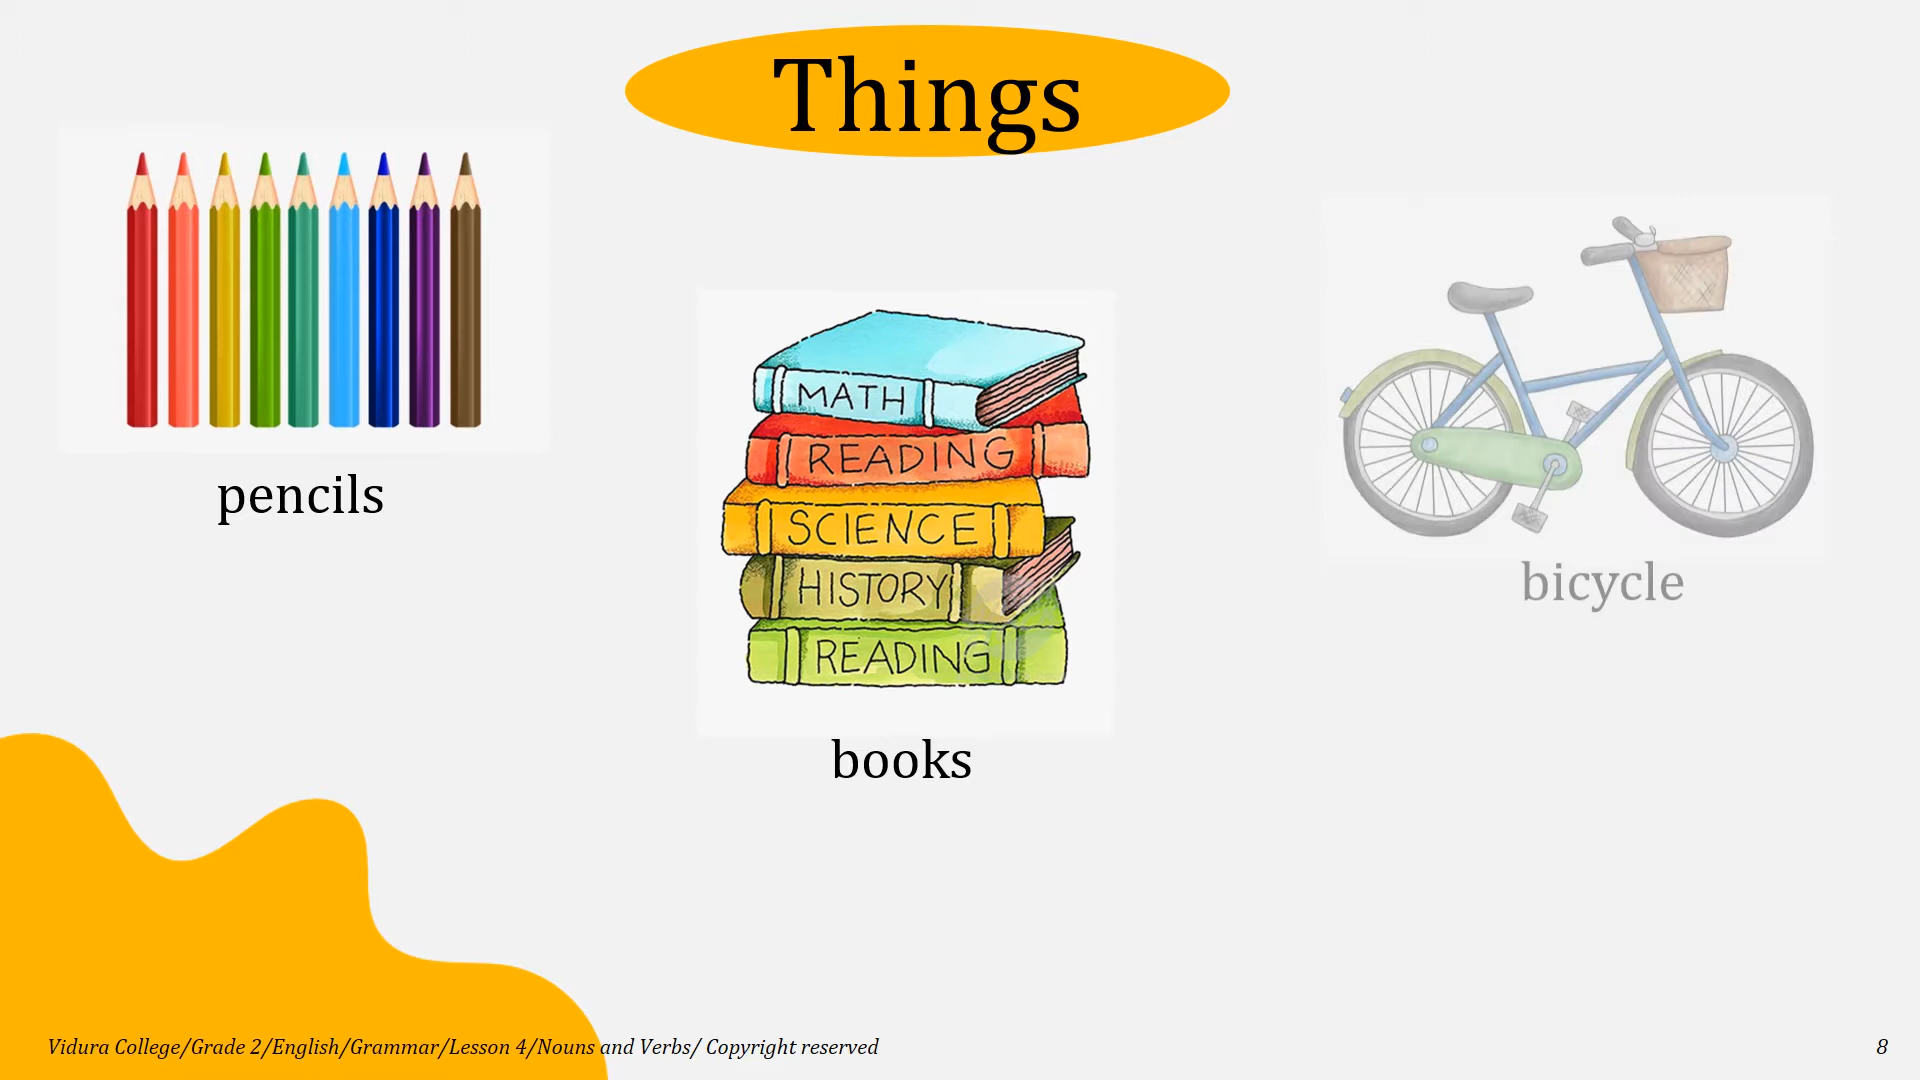 Things
pencils
MATH
READING
SCIENCE
HISTORY
READING
books
bicycle
Vidura College/Grade 2/English/Grammar/Lesson 4/Nouns and Verbs/ Copyright reserved
8